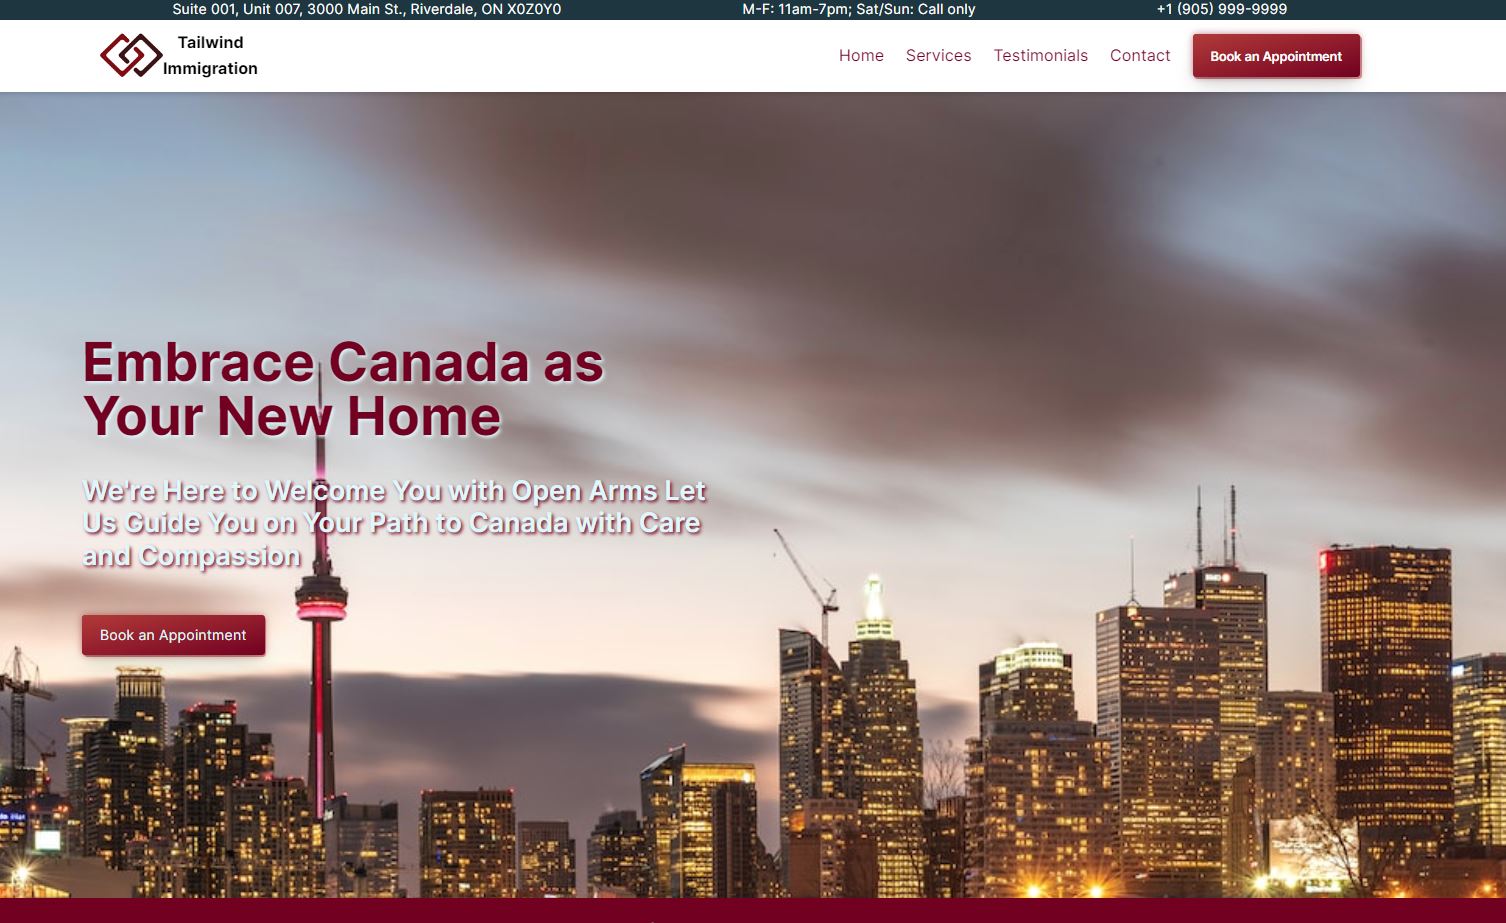 Suite 001, Unit 007, 3000 Main St., Riverdale, ON X0Z0Y0
M-F: 11am-7pm; Sat/Sun: Call only
+1 (905) 999-9999
Tailwind
Immigration
Home
Services
Testimonials
Contact
Book an Appointment
Embrace Canada as
Your New Home
We're Here to Welcome You with Open Arms Let
Us Guide You on Your Path to Canada with Care
and Compassion
Book an Appointment